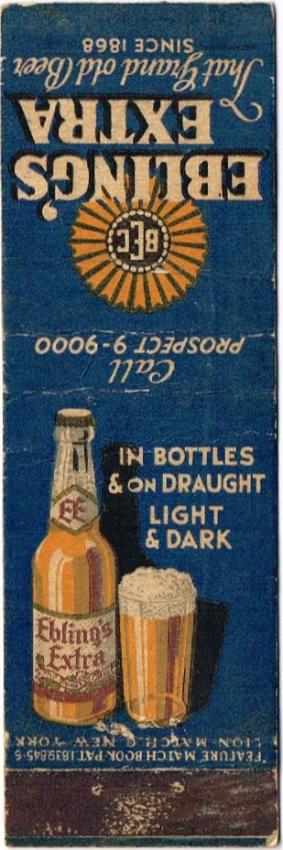 That Grand old Beer
SINCE 1868
EBLING'S
EXTRA
BEC
Call
PROSPECT 9-9000
IN BOTTLES
& ON DRAUGHT
LIGHT
& DARK
EE
Ebling's
Extra
FEATURE MATCH BOOK PAT. 1839845-6
LION MATCH Co NEW YORK